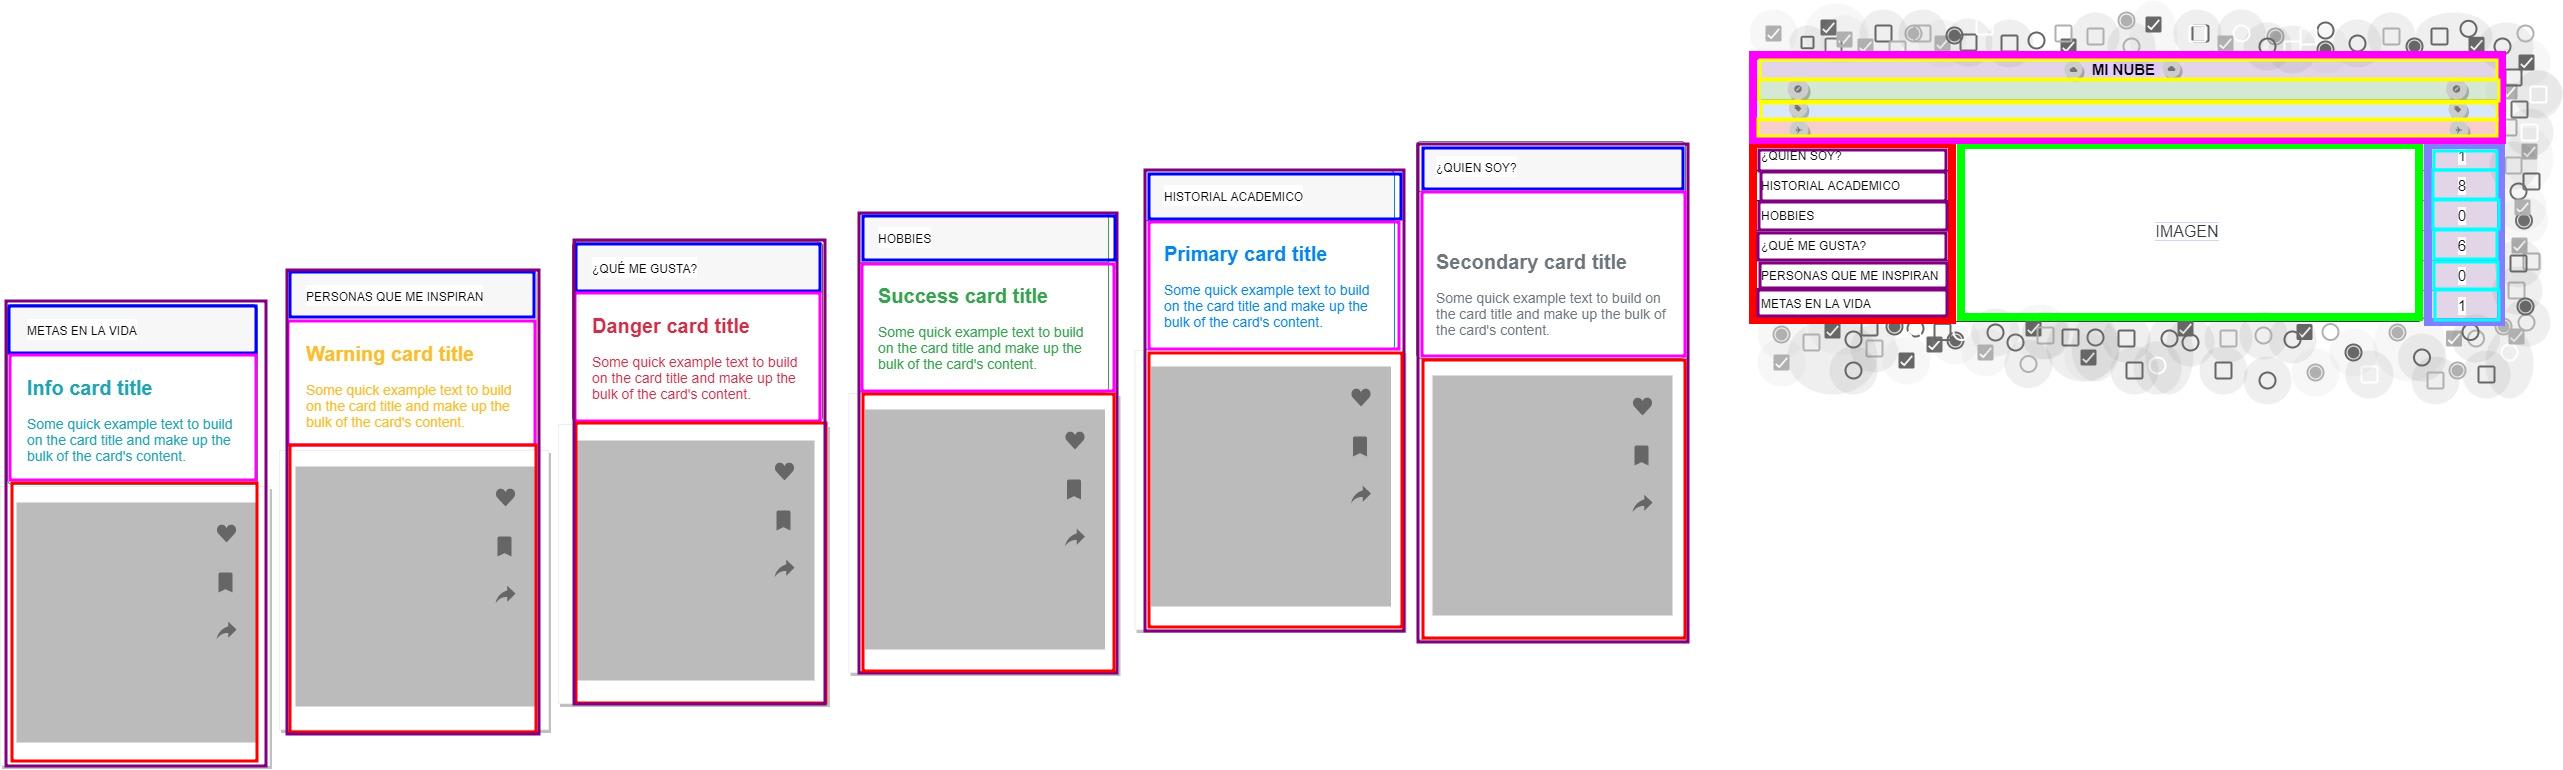 METAS EN LA VIDA
Info card title
Some quick example text to build
on the card title and make up the
bulk of the card's content.
PERSONAS QUE ME INSPIRAN
Warning card title
Some quick example text to build
on the card title and make up the
bulk of the card's content.
¿QUÉ ME GUSTA?
Danger card title
Some quick example text to build
on the card title and make up the
bulk of the card's content.
HOBBIES
Success card title
Some quick example text to build
on the card title and make up the
bulk of the card's content.
HISTORIAL ACADEMICO
Primary card title
Some quick example text to build
on the card title and make up the
bulk of the card's content.
¿QUIEN SOY?
Secondary card title
Some quick example text to build on
the card title and make up the bulk of
the card's content.
MI NUBE
¿QUIEN SOY?
HISTORIAL ACADEMICO
HOBBIES
¿QUÉ ME GUSTA?
PERSONAS QUE ME INSPIRAN
METAS EN LA VIDA
IMAGEN
1
8
0
6
0
1